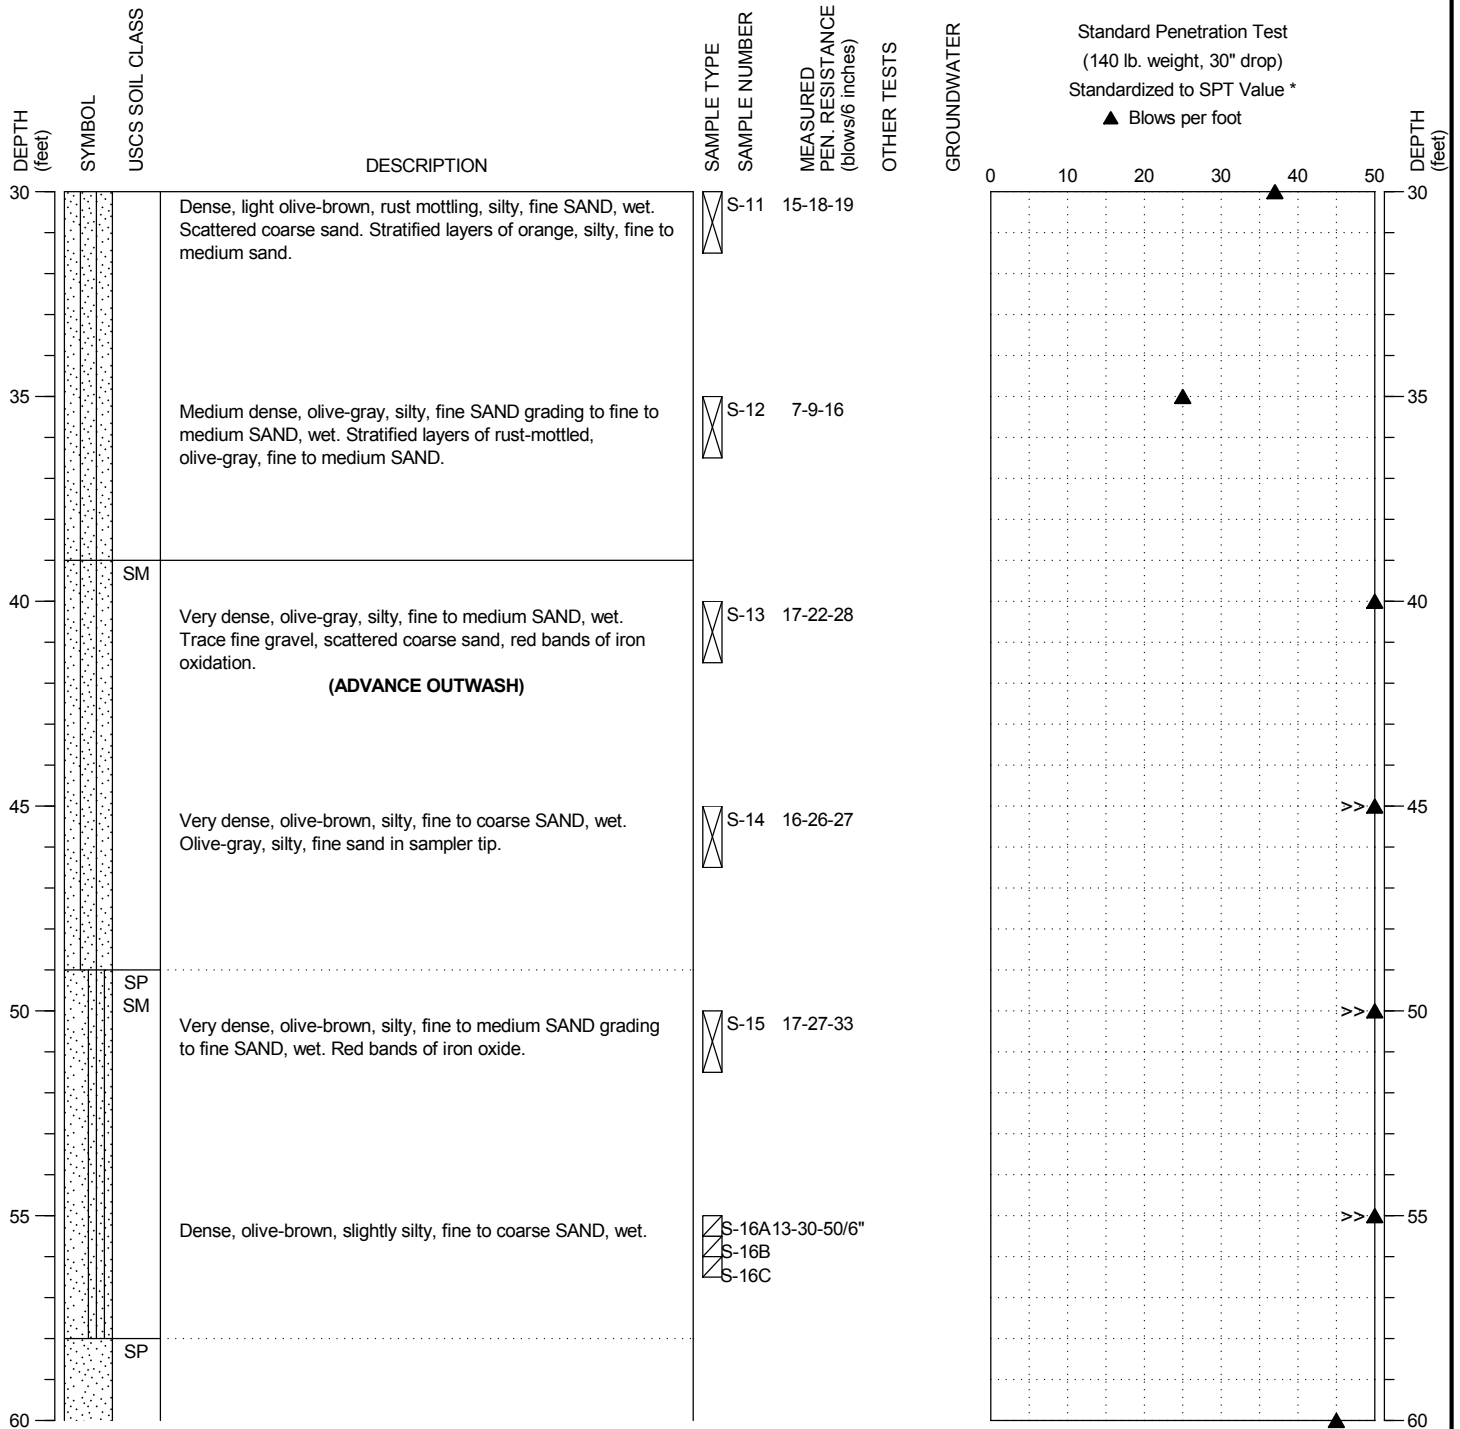 DEPTH
(feet)
SYMBOL
USCS SOIL CLASS
DESCRIPTION
SAMPLE TYPE
SAMPLE NUMBER
MEASURED
PEN. RESISTANCE
(blows/6 inches)
OTHER TESTS
GROUNDWATER
Standard Penetration Test
(140 lb. weight, 30" drop)
Standardized to SPT Value *
▲ Blows per foot
DEPTH
(feet)
0 10 20 30 40 50
30 30
Dense, light olive-brown, rust mottling, silty, fine SAND, wet.
Scattered coarse sand. Stratified layers of orange, silty, fine to
medium sand.
S-11 15-18-19
35 35
Medium dense, olive-gray, silty, fine SAND grading to fine to
medium SAND, wet. Stratified layers of rust-mottled,
olive-gray, fine to medium SAND.
S-12 7-9-16
SM
40 40
Very dense, olive-gray, silty, fine to medium SAND, wet.
Trace fine gravel, scattered coarse sand, red bands of iron
oxidation.
S-13 17-22-28
(ADVANCE OUTWASH)
45 >> 45
Very dense, olive-brown, silty, fine to coarse SAND, wet.
Olive-gray, silty, fine sand in sampler tip.
S-14 16-26-27
SP
SM
50 >> 50
Very dense, olive-brown, silty, fine to medium SAND grading
to fine SAND, wet. Red bands of iron oxide.
S-15 17-27-33
55 >> 55
Dense, olive-brown, slightly silty, fine to coarse SAND, wet.
S-16A 13-30-50/6"
S-16B
S-16C
SP
60 60